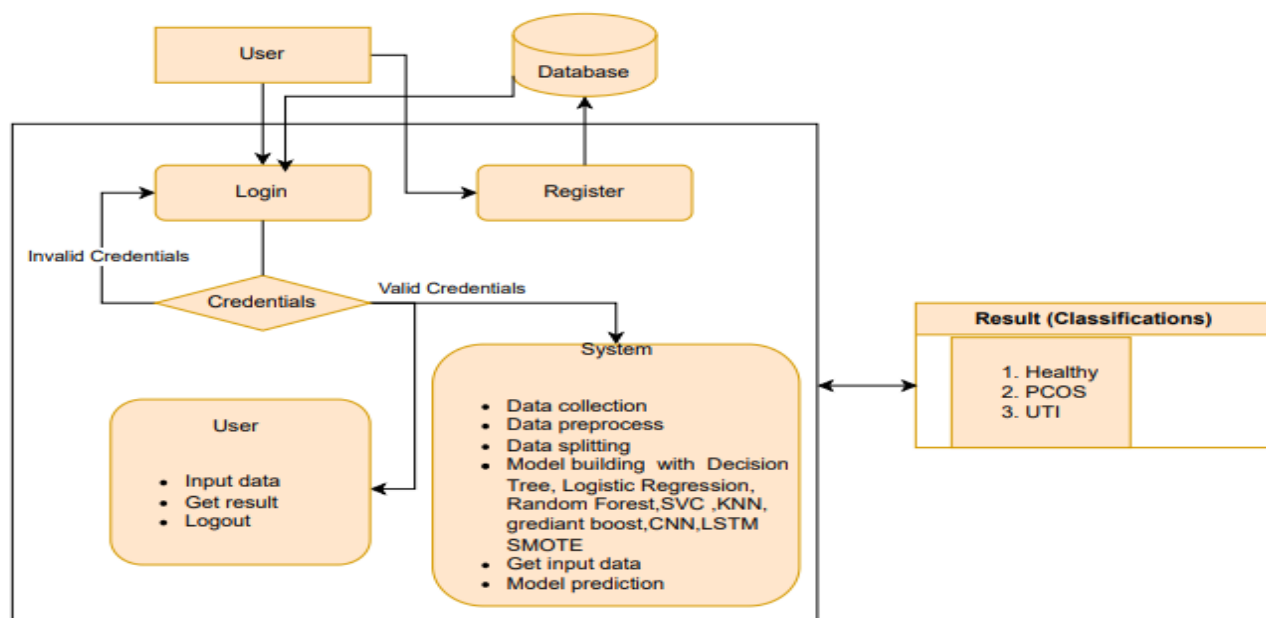 User
Database
Login
Register
Invalid Credentials
Credentials
Valid Credentials
User
• Input data
• Get result
• Logout
System
• Data collection
• Data preprocess
• Data splitting
• Model building with Decision
Tree, Logistic Regression,
Random Forest,SVC ,KNN,
grediant boost,CNN,LSTM
SMOTE
• Get input data
• Model prediction
Result (Classifications)
1. Healthy
2. PCOS
3. UTI